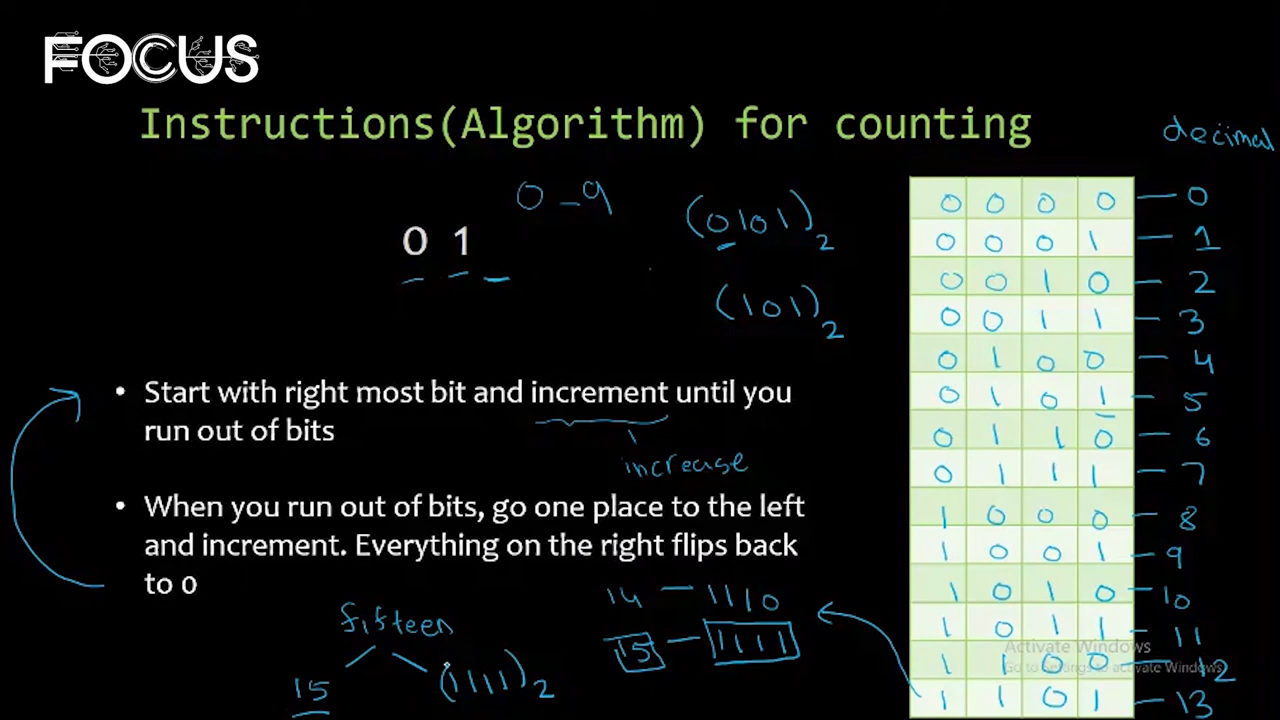 FOCUS
Instructions(Algorithm) for counting
decimal
0 - 9
0 1
(0101)2
(101)2
• Start with right most bit and increment until you
run out of bits
increase
• When you run out of bits, go one place to the left
and increment. Everything on the right flips back
to 0
fifteen
15
(1111)2
14 — 1110
15 — 1111
0 0 0 0 — 0
0 0 0 1 — 1
0 0 1 0 — 2
0 0 1 1 — 3
0 1 0 0 — 4
0 1 0 1 — 5
0 1 1 0 — 6
0 1 1 1 — 7
1 0 0 0 — 8
1 0 0 1 — 9
1 0 1 0 — 10
1 0 1 1 — 11
1 1 0 0 — 12
1 1 0 1 — 13
Activate Windows
Go to Settings to activate Windows